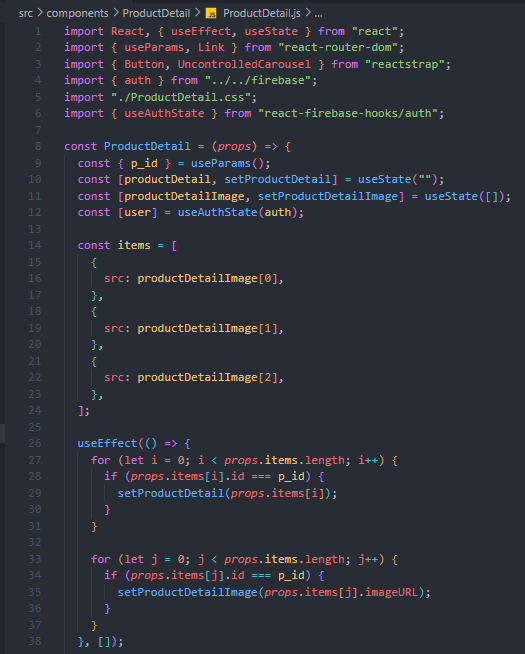 src > components > ProductDetail > JS ProductDetail.js > ...
1 import React, { useEffect, useState } from "react";
2 import { useParams, Link } from "react-router-dom";
3 import { Button, UncontrolledCarousel } from "reactstrap";
4 import { auth } from "../../firebase";
5 import "./ProductDetail.css";
6 import { useAuthState } from "react-firebase-hooks/auth";
7
8 const ProductDetail = (props) => {
9   const { p_id } = useParams();
10   const [productDetail, setProductDetail] = useState("");
11   const [productDetailImage, setProductDetailImage] = useState([]);
12   const [user] = useAuthState(auth);
13
14   const items = [
15     {
16       src: productDetailImage[0],
17     },
18     {
19       src: productDetailImage[1],
20     },
21     {
22       src: productDetailImage[2],
23     },
24   ];
25
26   useEffect(() => {
27     for (let i = 0; i < props.items.length; i++) {
28       if (props.items[i].id === p_id) {
29         setProductDetail(props.items[i]);
30       }
31     }
32
33     for (let j = 0; j < props.items.length; j++) {
34       if (props.items[j].id === p_id) {
35         setProductDetailImage(props.items[j].imageURL);
36       }
37     }
38   }, []);